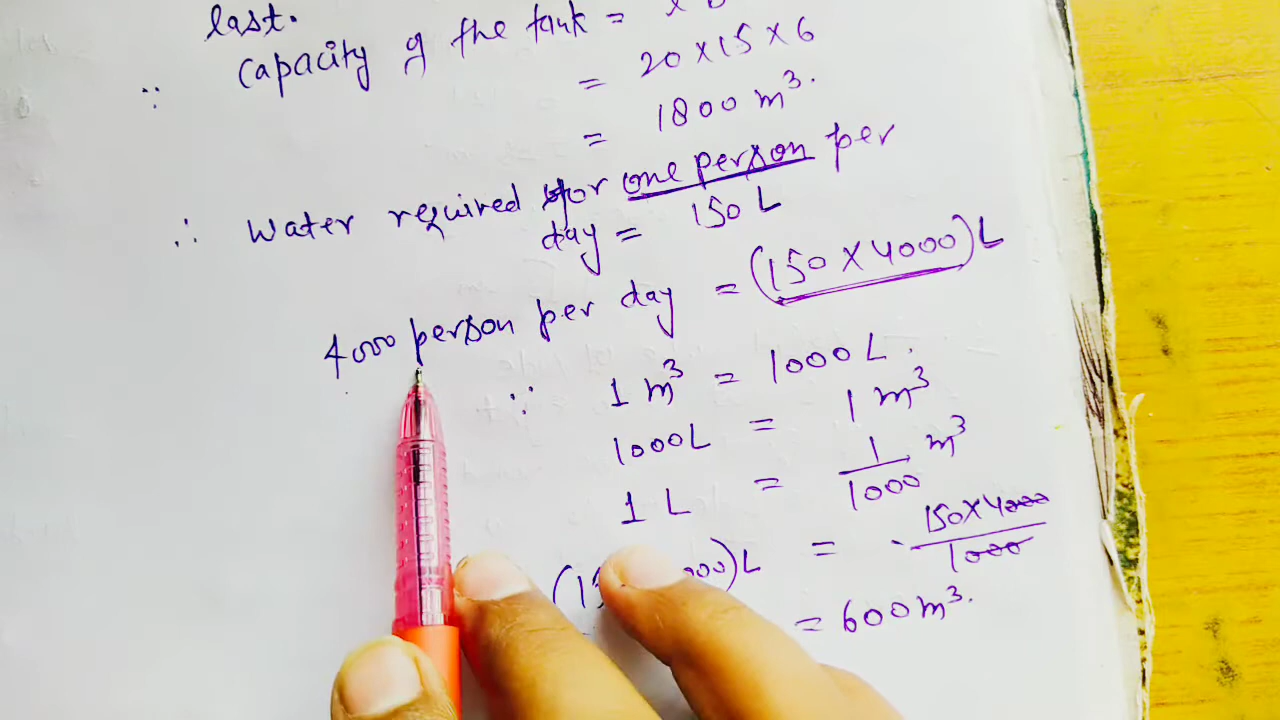 last.
∵ Capacity of the tank =
= 20 × 15 × 6
= 1800 m³.
∴ Water required for one person per
day = 150 L
4000 person per day = (150 × 4000) L
∵ 1 m³ = 1000 L.
1000 L = 1 m³
1 L = 1/1000 m³
L = 150×4000/1000
= 600 m³.